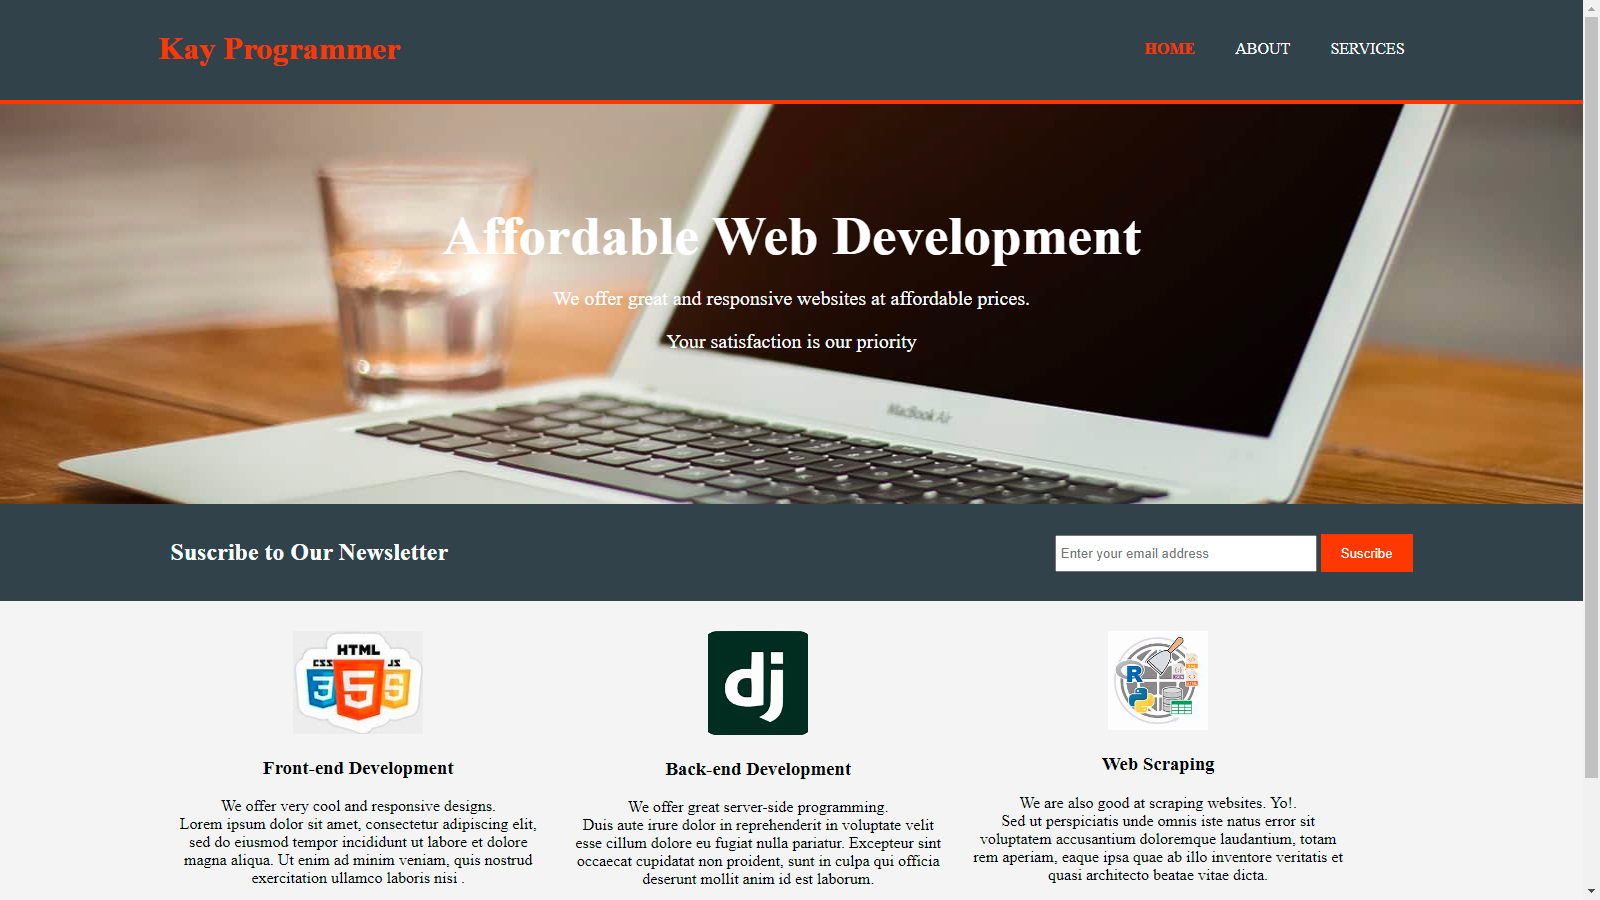 Kay Programmer
HOME ABOUT SERVICES
Affordable Web Development
We offer great and responsive websites at affordable prices.
Your satisfaction is our priority
MacBook Air
Suscribe to Our Newsletter
Enter your email address Suscribe
HTML
CSS JS
3 5 S
dj
R
Front-end Development
We offer very cool and responsive designs.
Lorem ipsum dolor sit amet, consectetur adipiscing elit,
sed do eiusmod tempor incididunt ut labore et dolore
magna aliqua. Ut enim ad minim veniam, quis nostrud
exercitation ullamco laboris nisi .
Back-end Development
We offer great server-side programming.
Duis aute irure dolor in reprehenderit in voluptate velit
esse cillum dolore eu fugiat nulla pariatur. Excepteur sint
occaecat cupidatat non proident, sunt in culpa qui officia
deserunt mollit anim id est laborum.
Web Scraping
We are also good at scraping websites. Yo!.
Sed ut perspiciatis unde omnis iste natus error sit
voluptatem accusantium doloremque laudantium, totam
rem aperiam, eaque ipsa quae ab illo inventore veritatis et
quasi architecto beatae vitae dicta.